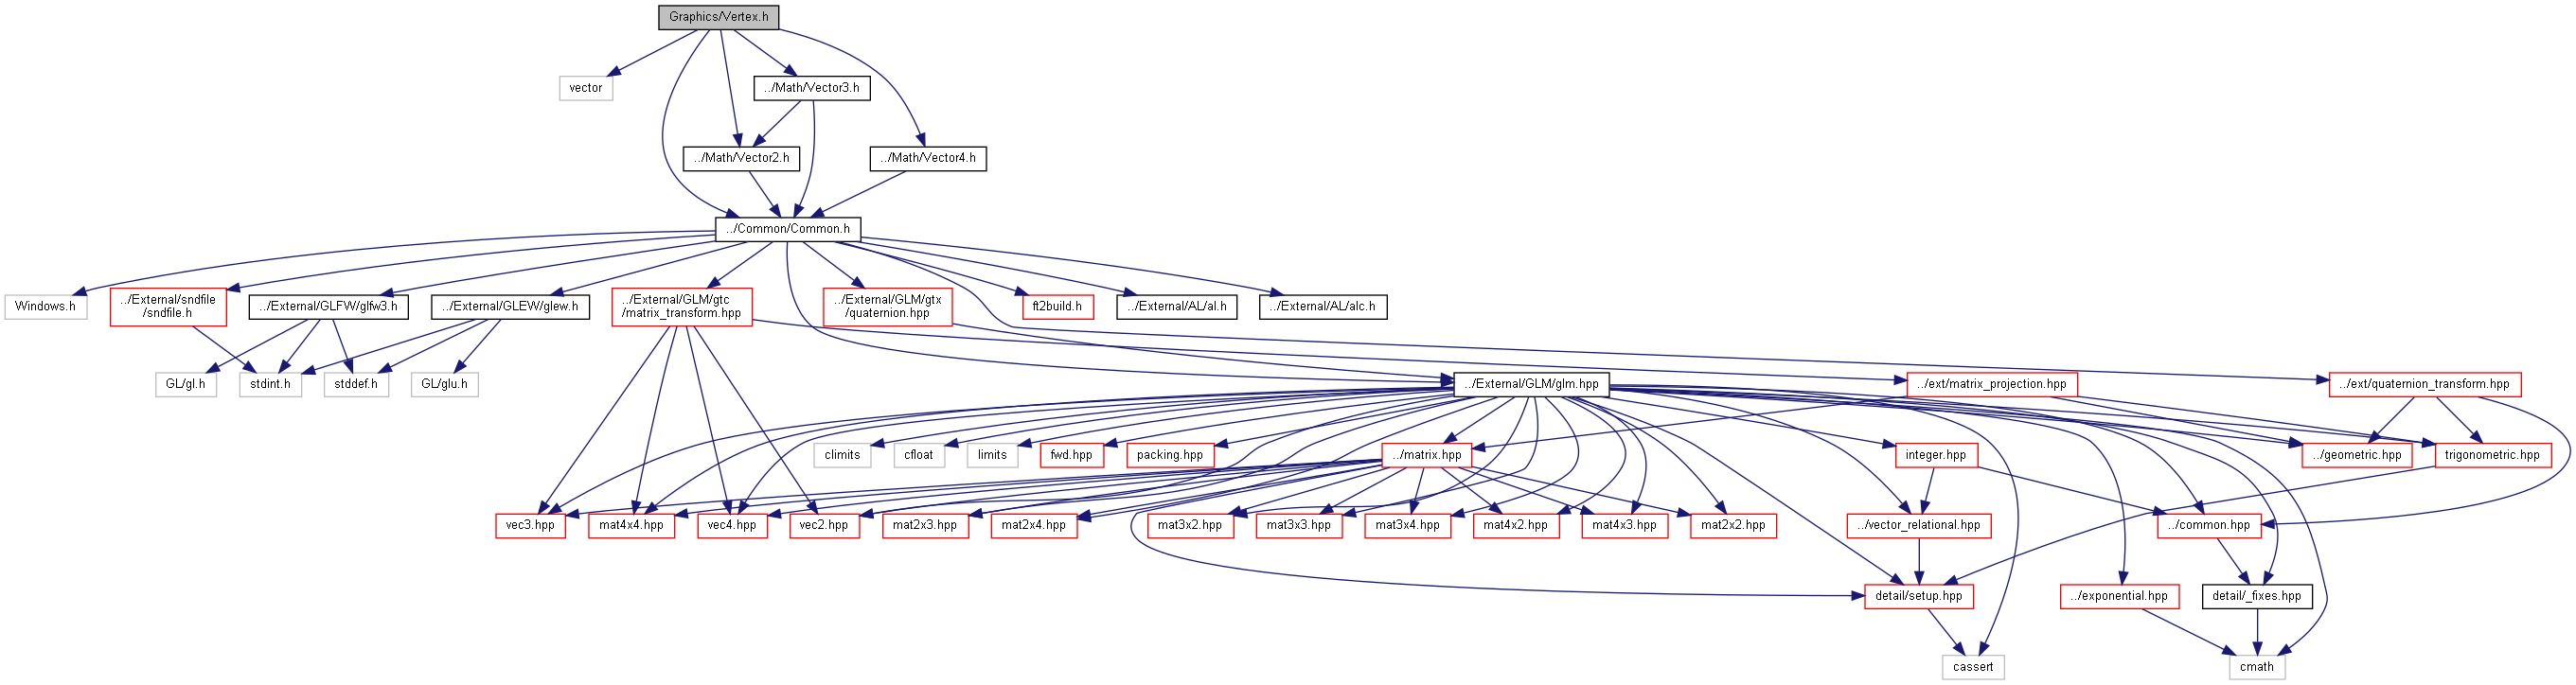 Graphics/Vertex.h
vector
../Math/Vector3.h
../Math/Vector2.h
../Math/Vector4.h
../Common/Common.h
Windows.h
../External/sndfile
/sndfile.h
../External/GLFW/glfw3.h
../External/GLEW/glew.h
../External/GLM/gtc
/matrix_transform.hpp
../External/GLM/gtx
/quaternion.hpp
ft2build.h
../External/AL/al.h
../External/AL/alc.h
GL/gl.h
stdint.h
stddef.h
GL/glu.h
../External/GLM/glm.hpp
../ext/matrix_projection.hpp
../ext/quaternion_transform.hpp
climits
cfloat
limits
fwd.hpp
packing.hpp
../matrix.hpp
integer.hpp
../geometric.hpp
trigonometric.hpp
vec3.hpp
mat4x4.hpp
vec4.hpp
vec2.hpp
mat2x3.hpp
mat2x4.hpp
mat3x2.hpp
mat3x3.hpp
mat3x4.hpp
mat4x2.hpp
mat4x3.hpp
mat2x2.hpp
../vector_relational.hpp
../common.hpp
detail/setup.hpp
../exponential.hpp
detail/_fixes.hpp
cassert
cmath